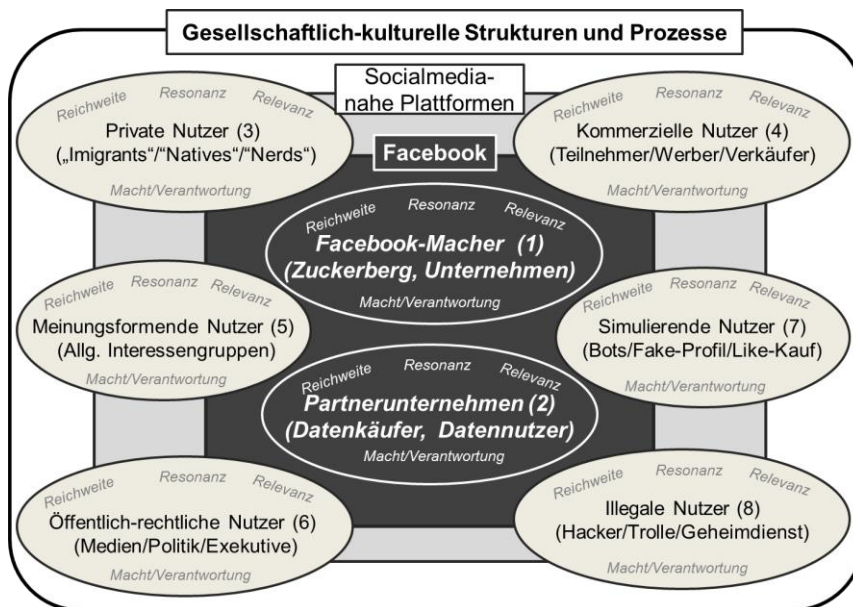 Gesellschaftlich-kulturelle Strukturen und Prozesse
Socialmedia-
nahe Plattformen
Facebook
Reichweite Resonanz Relevanz
Private Nutzer (3)
(„Imigrants“/“Natives“/“Nerds“)
Macht/Verantwortung
Reichweite Resonanz Relevanz
Kommerzielle Nutzer (4)
(Teilnehmer/Werber/Verkäufer)
Macht/Verantwortung
Reichweite Resonanz Relevanz
Facebook-Macher (1)
(Zuckerberg, Unternehmen)
Macht/Verantwortung
Reichweite Resonanz Relevanz
Meinungsformende Nutzer (5)
(Allg. Interessengruppen)
Macht/Verantwortung
Reichweite Resonanz Relevanz
Simulierende Nutzer (7)
(Bots/Fake-Profil/Like-Kauf)
Macht/Verantwortung
Reichweite Resonanz Relevanz
Partnerunternehmen (2)
(Datenkäufer, Datennutzer)
Macht/Verantwortung
Reichweite Resonanz Relevanz
Öffentlich-rechtliche Nutzer (6)
(Medien/Politik/Exekutive)
Macht/Verantwortung
Reichweite Resonanz Relevanz
Illegale Nutzer (8)
(Hacker/Trolle/Geheimdienst)
Macht/Verantwortung